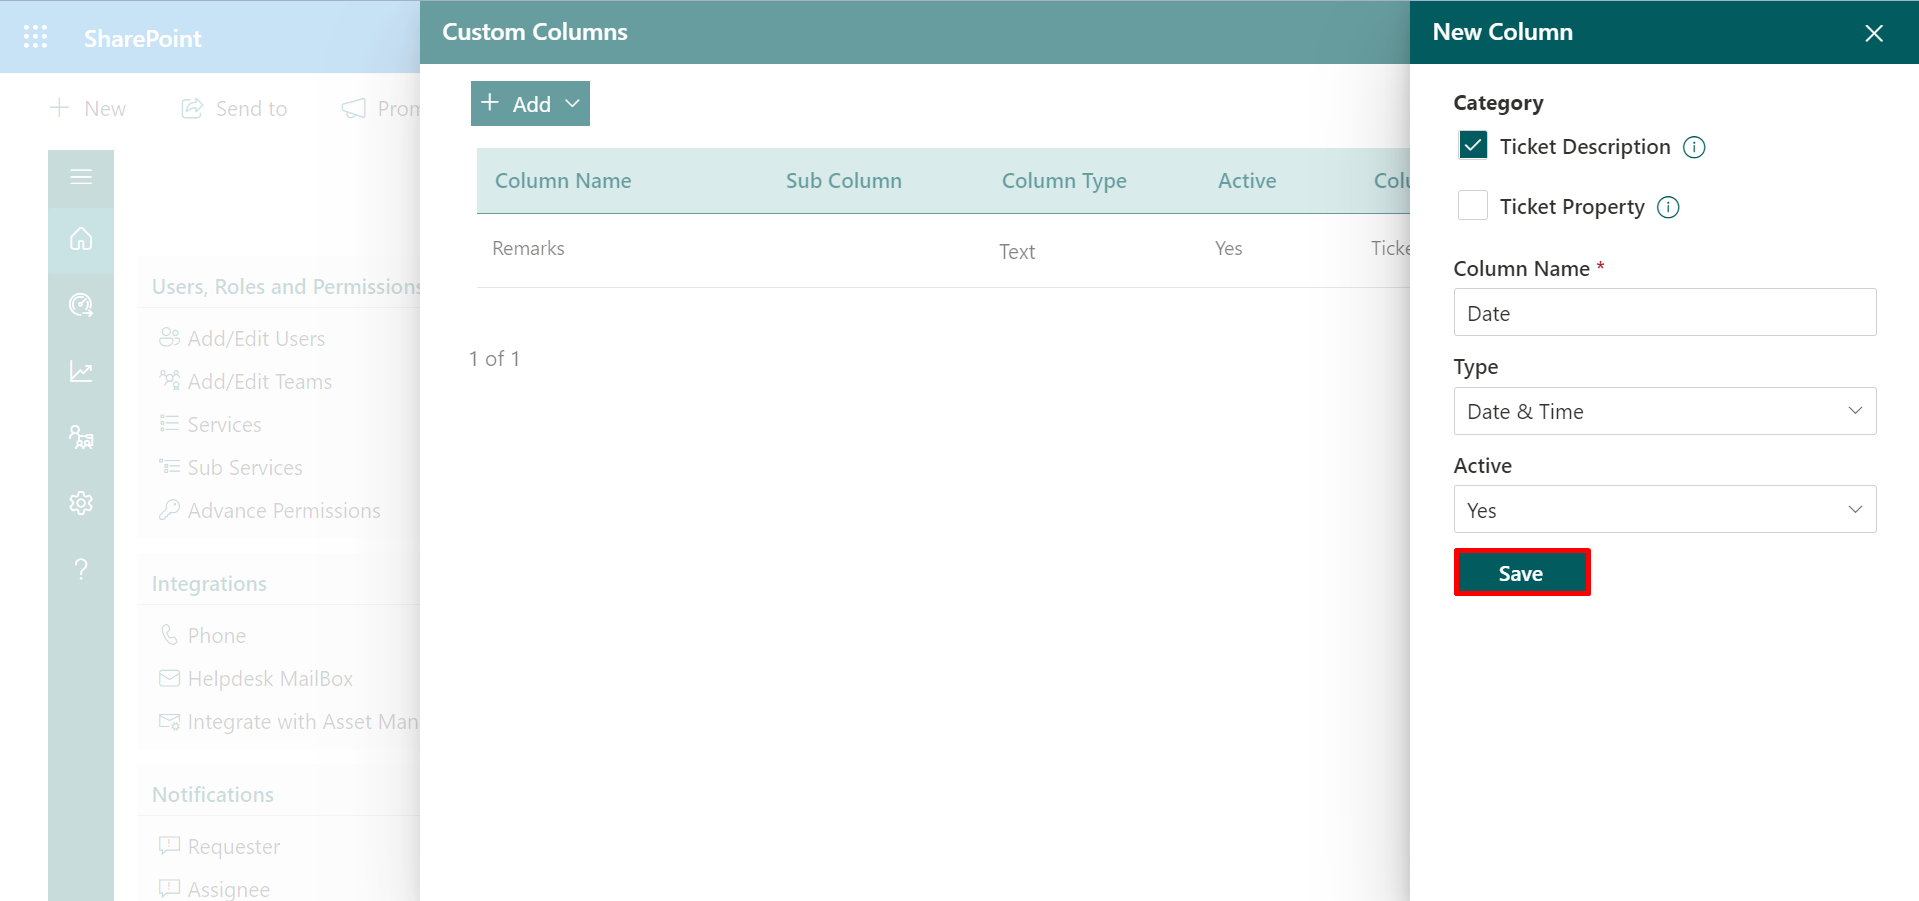 SharePoint
New
Send to
Custom Columns
Add
Column Name
Sub Column
Column Type
Active
Remarks
Text
Yes
1 of 1
Users, Roles and Permissions
Add/Edit Users
Add/Edit Teams
Services
Sub Services
Advance Permissions
Integrations
Phone
Helpdesk MailBox
Integrate with Asset Man
Notifications
Requester
Assignee
New Column
Category
Ticket Description
Ticket Property
Column Name *
Date
Type
Date & Time
Active
Yes
Save